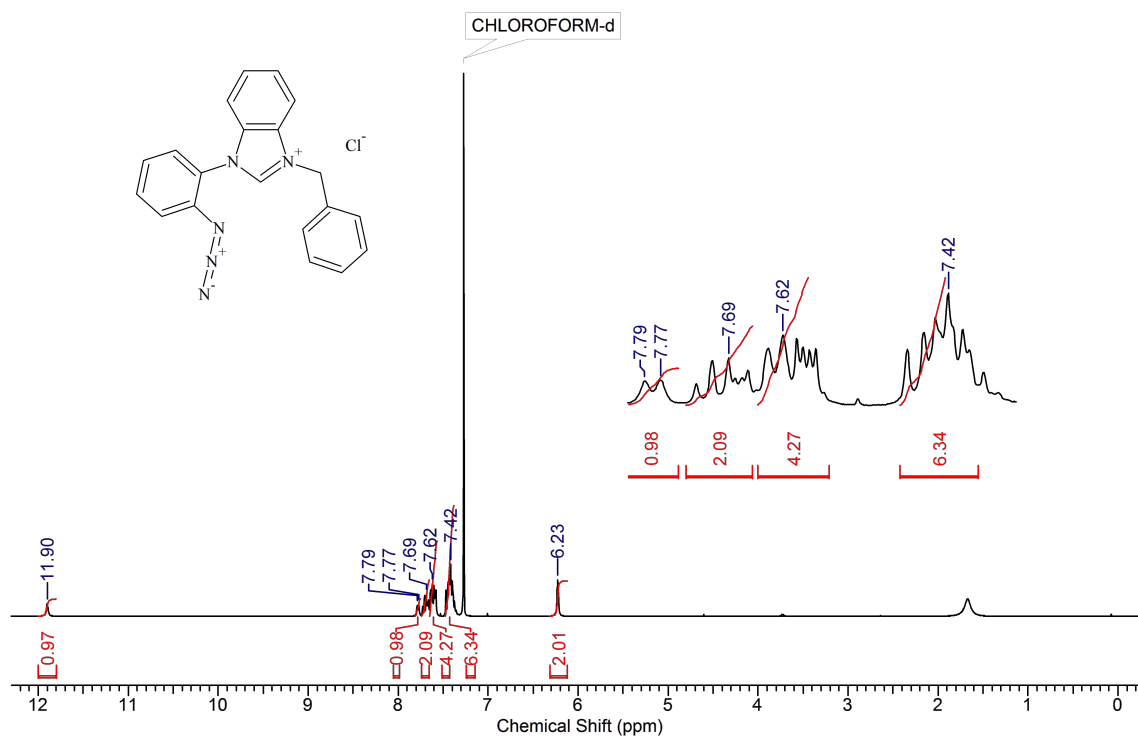 CHLOROFORM-d
N
N+
Cl-
N
N+
N-
7.79
7.77
7.69
7.62
7.42
0.98
2.09
4.27
6.34
11.90
7.79
7.77
7.69
7.62
7.42
6.23
0.97
0.98
2.09
4.27
6.34
2.01
12 11 10 9 8 7 6 5 4 3 2 1 0
Chemical Shift (ppm)